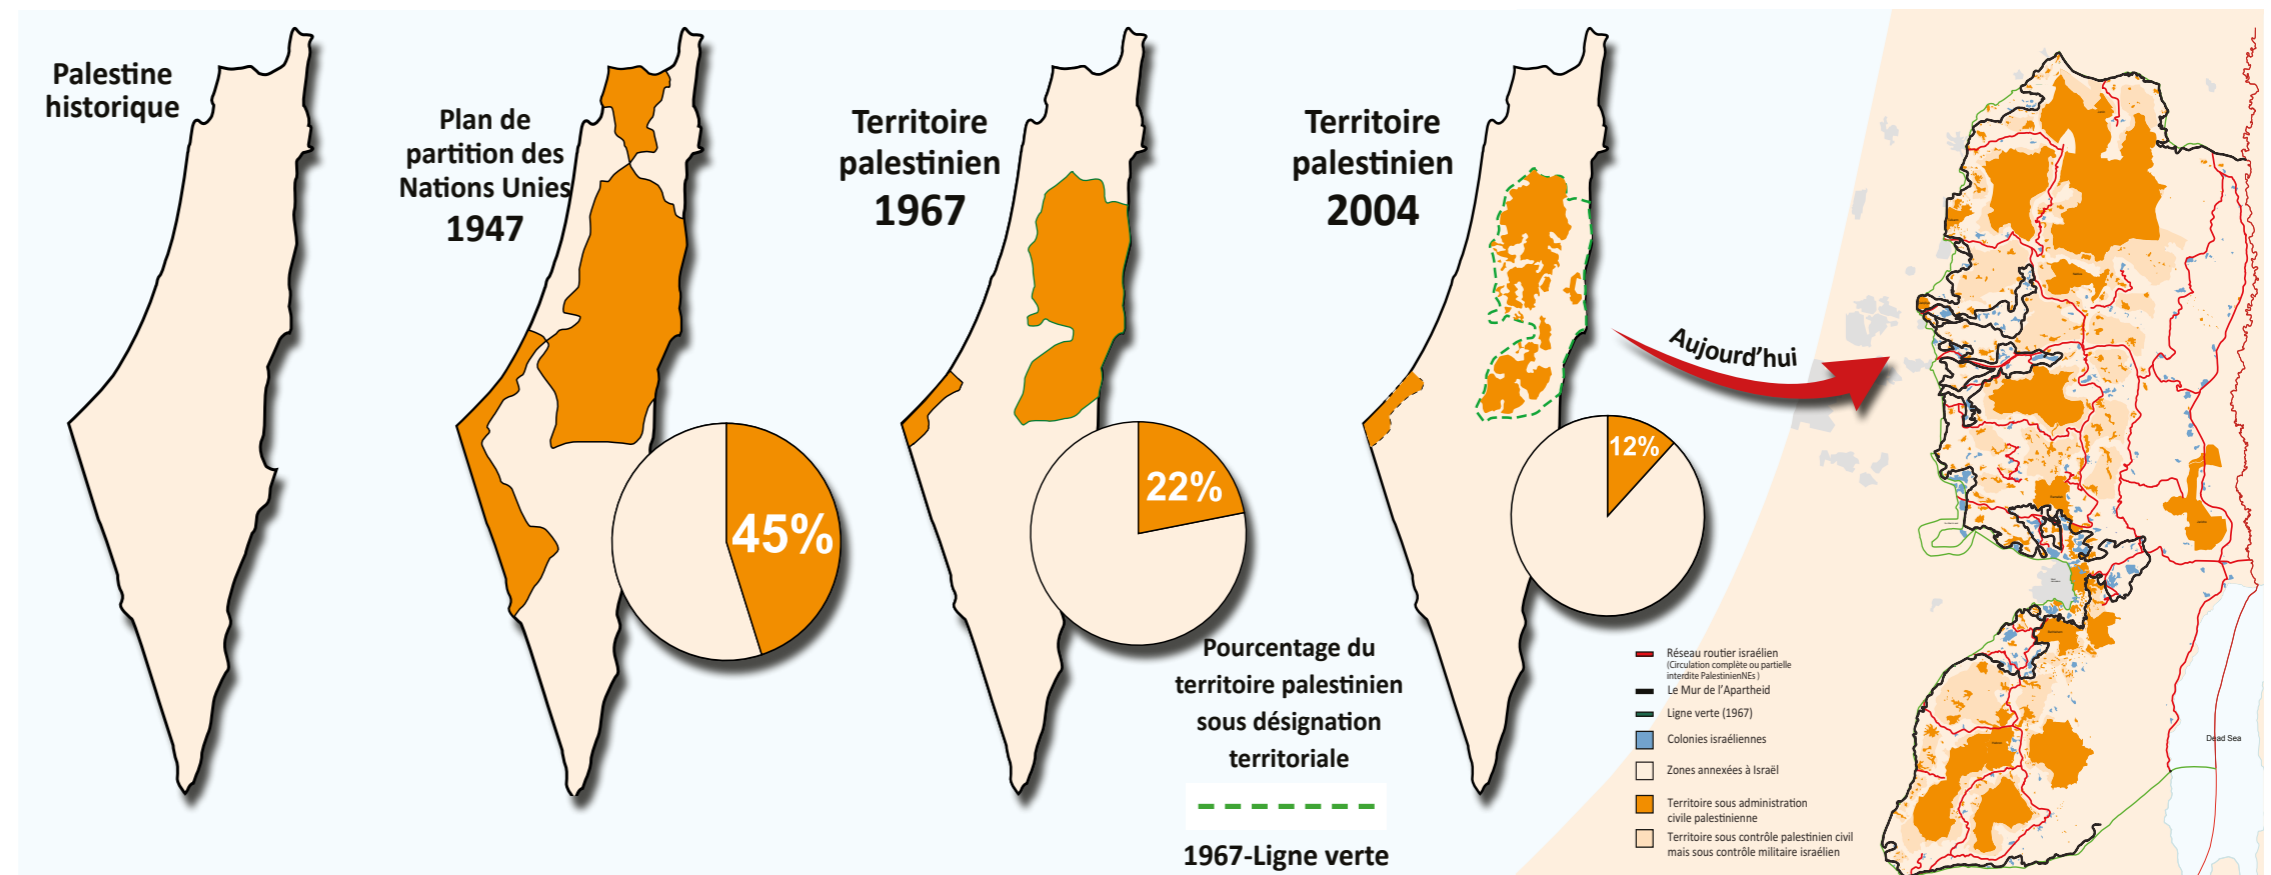 Palestine
historique
Plan de
partition des
Nations Unies
1947
45%
Territoire
palestinien
1967
22%
Territoire
palestinien
2004
12%
Aujourd'hui
Pourcentage du
territoire palestinien
sous désignation
territoriale
1967-Ligne verte
Réseau routier israélien
(Circulation complète ou partielle
interdite PalestinienNEs )
Le Mur de l'Apartheid
Ligne verte (1967)
Colonies israéliennes
Zones annexées à Israël
Territoire sous administration
civile palestinienne
Territoire sous contrôle palestinien civil
mais sous contrôle militaire israélien
Dead Sea